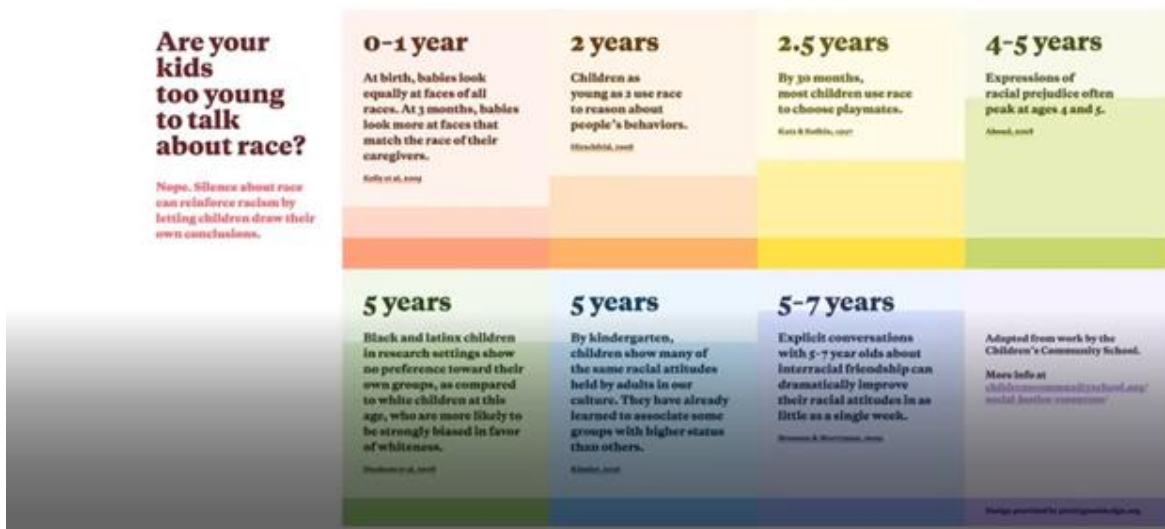 Are your
kids
too young
to talk
about race?
Nope. Silence about race
can reinforce racism by
letting children draw their
own conclusions.
0-1 year
At birth, babies look
equally at faces of all
races. At 3 months, babies
look more at faces that
match the race of their
caregivers.
Kelly et al, 2005
2 years
Children as
young as 2 use race
to reason about
people's behaviors.
Hirschfeld, 2008
2.5 years
By 30 months,
most children use race
to choose playmates.
Katz & Kofkin, 1997
4-5 years
Expressions of
racial prejudice often
peak at ages 4 and 5.
Aboud, 2008
5 years
Black and latinx children
in research settings show
no preference toward their
own groups, as compared
to white children at this
age, who are more likely to
be strongly biased in favor
of whiteness.
5 years
By kindergarten,
children show many of
the same racial attitudes
held by adults in our
culture. They have already
learned to associate some
groups with higher status
than others.
5-7 years
Explicit conversations
with 5-7 year olds about
interracial friendship can
dramatically improve
their racial attitudes in as
little as a single week.
Adapted from work by the
Children's Community School.
More info at
childrenscommunityschool.org/
social-justice-resources/